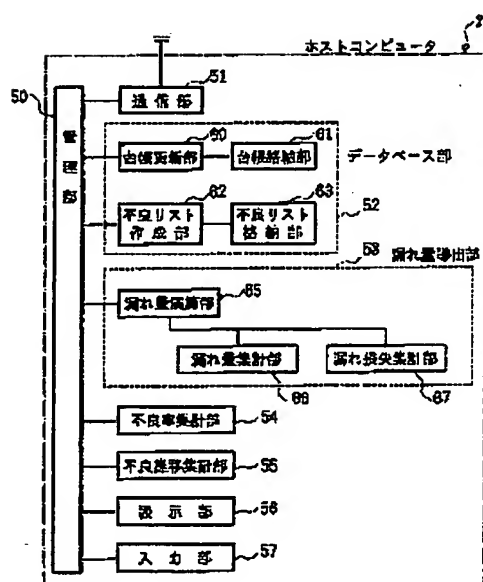 ホストコンピュータ
2
50
51
通信部
管理部
60
61
台帳更新部
台帳格納部
データベース部
62
63
不良リスト
作成部
不良リスト
格納部
52
53
漏れ量導出部
65
漏れ量演算部
漏れ量集計部
漏れ損失集計部
66
67
不良率集計部
54
不良推移集計部
55
表示部
56
入力部
57